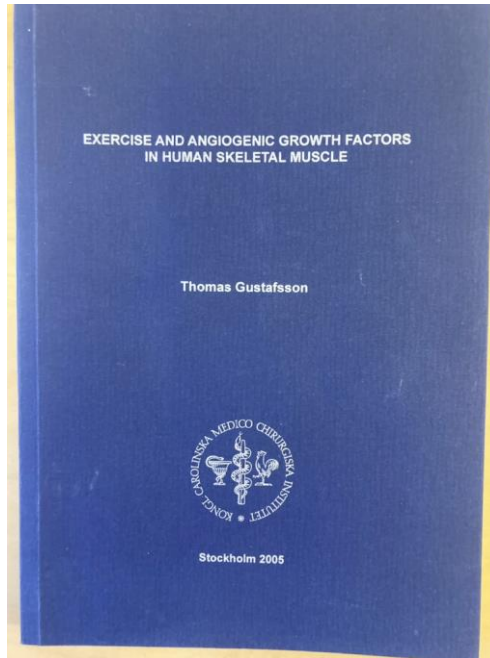 EXERCISE AND ANGIOGENIC GROWTH FACTORS
IN HUMAN SKELETAL MUSCLE
Thomas Gustafsson
KONGL CAROLINSKA MEDICO CHIRURGISKA INSTITUTET
Stockholm 2005